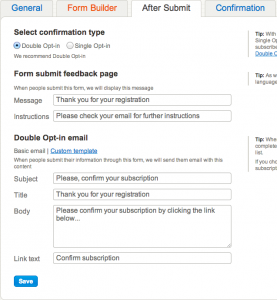 General Form Builder After Submit Confirmation
Select confirmation type
Double Opt-in Single Opt-in
We recommend Double Opt-in
Tip: With
Single Op
subscribe
Double O
Form submit feedback page
When people submit this form, we will display this message
Tip: As w
language
Message Thank you for your registration
Instructions Please check your email for further instructions
Double Opt-in email
Basic email | Custom template
When people submit their information through this form, we will send them email with this
content.
Tip: Whe
complete
list.
If you cho
Subject Please, confirm your subscription
Title Thank you for your registration
Body Please confirm your subscription by clicking the link
below...
Link text Confirm subscription
Save